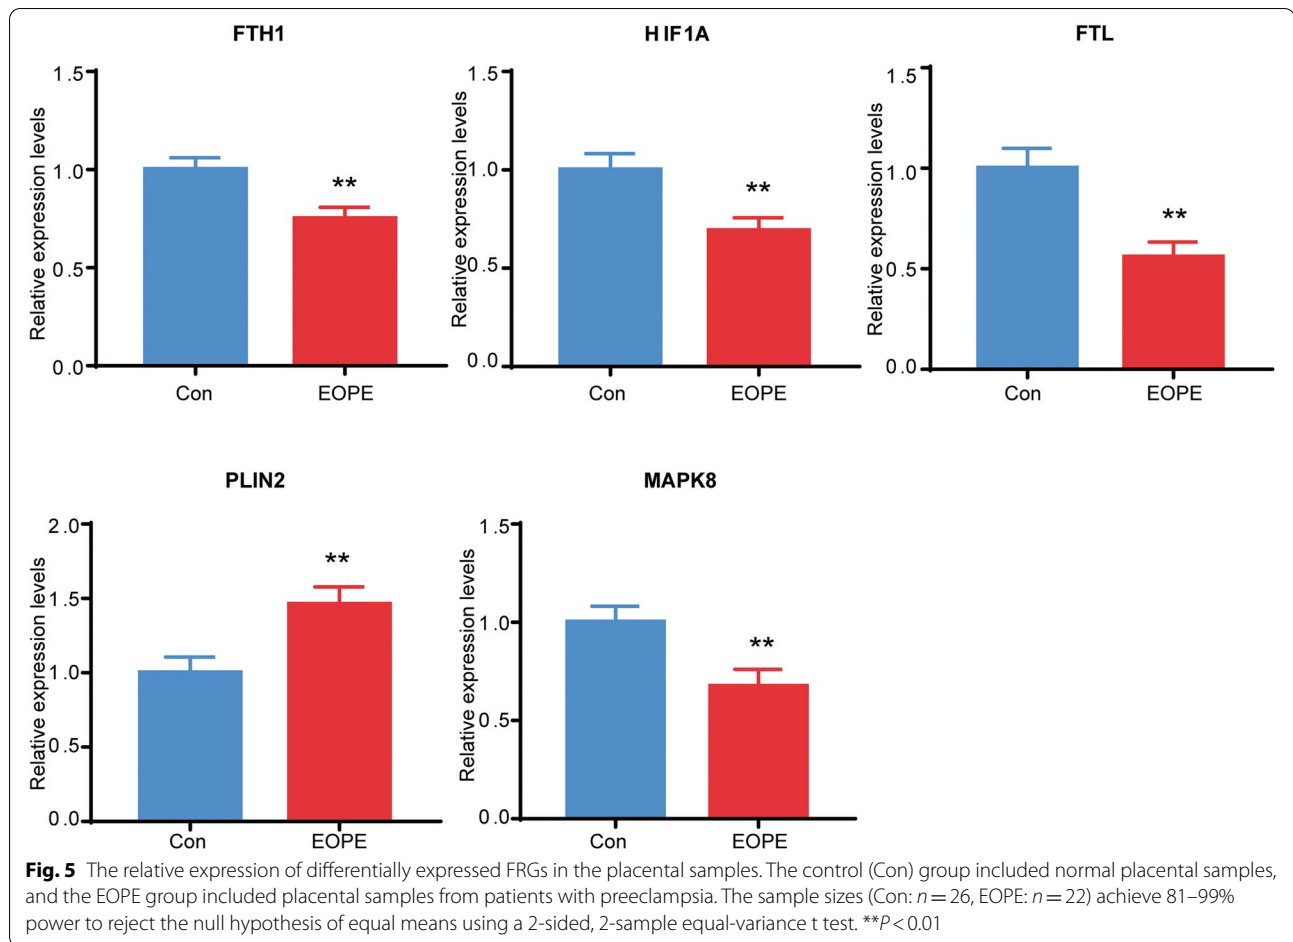 FTH1
Relative expression levels
1.5
1.0
0.5
0.0
**
Con
EOPE
HIF1A
Relative expression levels
1.5
1.0
0.5
0.0
**
Con
EOPE
FTL
Relative expression levels
1.5
1.0
0.5
0.0
**
Con
EOPE
PLIN2
Relative expression levels
2.0
1.5
1.0
0.5
0.0
**
Con
EOPE
MAPK8
Relative expression levels
1.5
1.0
0.5
0.0
**
Con
EOPE
Fig. 5 The relative expression of differentially expressed FRGs in the placental samples. The control (Con) group included normal placental samples,
and the EOPE group included placental samples from patients with preeclampsia. The sample sizes (Con: n = 26, EOPE: n = 22) achieve 81–99%
power to reject the null hypothesis of equal means using a 2-sided, 2-sample equal-variance t test. **P < 0.01